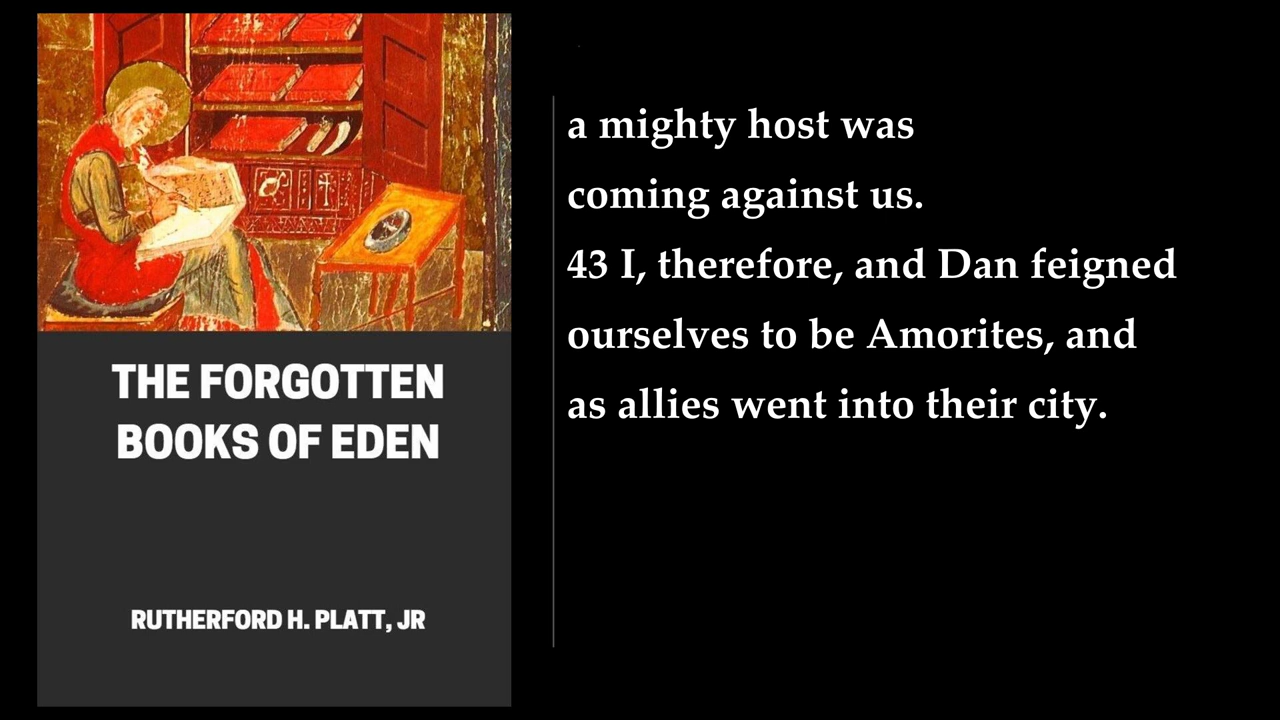 THE FORGOTTEN
BOOKS OF EDEN
RUTHERFORD H. PLATT, JR
a mighty host was
coming against us.
43 I, therefore, and Dan feigned
ourselves to be Amorites, and
as allies went into their city.